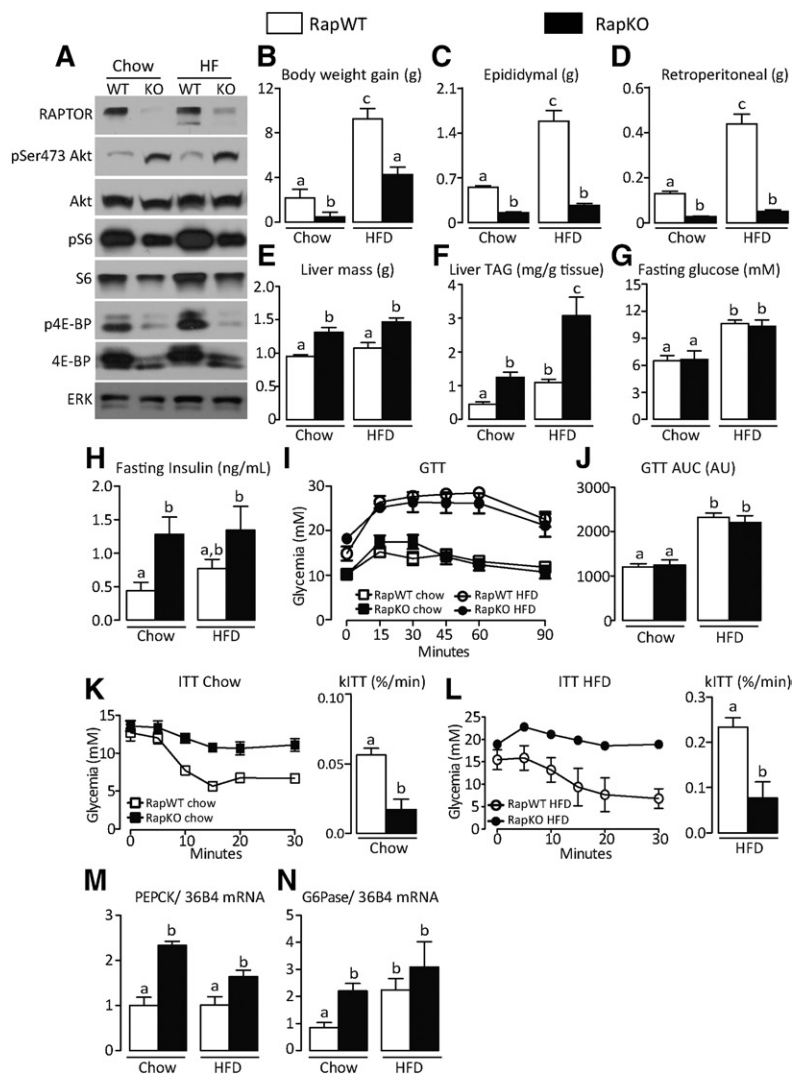 RapWT RapKO
A
Chow HF
WT KO WT KO
RAPTOR
pSer473 Akt
Akt
pS6
S6
p4E-BP
4E-BP
ERK
B
Body weight gain (g)
12
8
4
0
a b c a
Chow HFD
C
Epididymal (g)
2.1
1.4
0.7
0.0
a b c b
Chow HFD
D
Retroperitoneal (g)
0.6
0.4
0.2
0.0
a b c b
Chow HFD
E
Liver mass (g)
2.0
1.5
1.0
0.5
0
a b a b
Chow HFD
F
Liver TAG (mg/g tissue)
4
3
2
1
0
a b b c
Chow HFD
G
Fasting glucose (mM)
15
12
9
6
3
0
a a b b
Chow HFD
H
Fasting Insulin (ng/mL)
2.0
1.5
1.0
0.5
0.0
a b a,b b
Chow HFD
I
GTT
Glycemia (mM)
30
20
10
0
RapWT chow RapWT HFD
RapKO chow RapKO HFD
0 15 30 45 60 90
Minutes
J
GTT AUC (AU)
3000
2000
1000
0
a a b b
Chow HFD
K
ITT Chow
Glycemia (mM)
15
10
5
0
RapWT chow
RapKO chow
0 10 20 30
Minutes
kITT (%/min)
0.10
0.05
0.00
a b
Chow
L
ITT HFD
Glycemia (mM)
25
20
15
10
5
0
RapWT HFD
RapKO HFD
0 10 20 30
Minutes
kITT (%/min)
0.3
0.2
0.1
0.0
a b
HFD
M
PEPCK/ 36B4 mRNA
3
2
1
0
a b a b
Chow HFD
N
G6Pase/ 36B4 mRNA
5
4
3
2
1
0
a b b b
Chow HFD